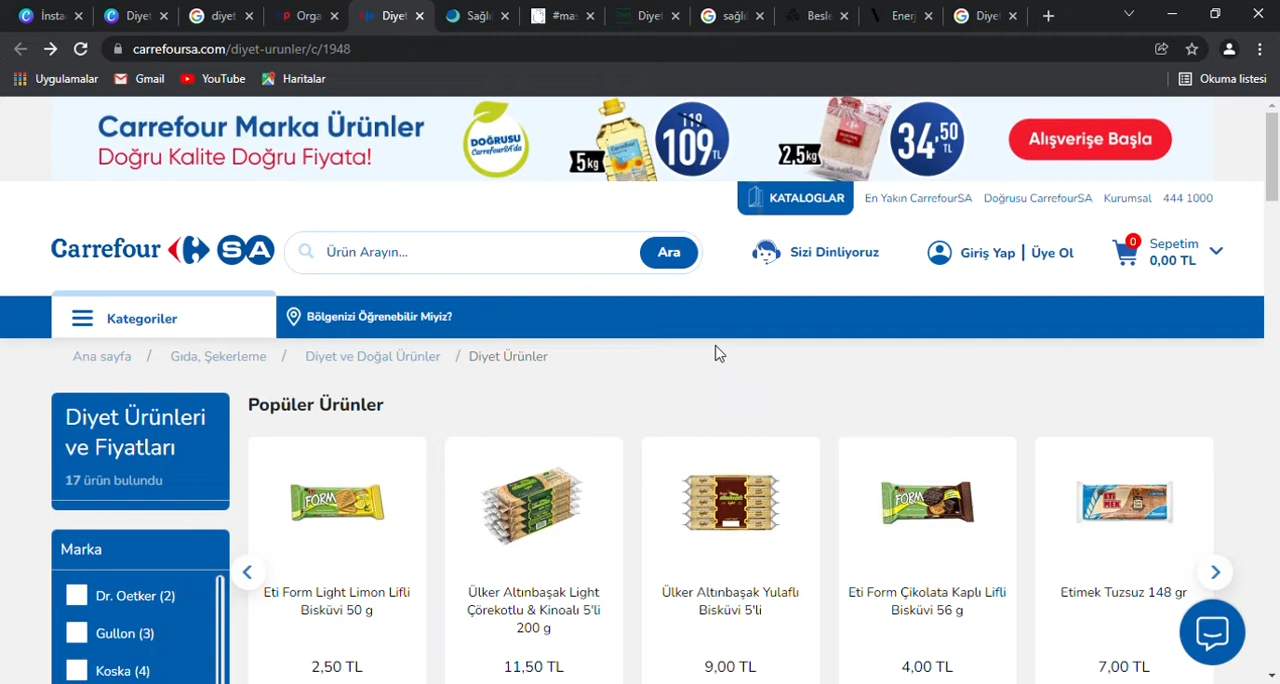 İnsta
Diyet
diyet
Orga
Diyet
Sağlı
#mas
Diyet
sağlı
Besle
Enerj
Diye
carrefoursa.com/diyet-urunler/c/1948
Uygulamalar
Gmail
YouTube
Haritalar
Okuma listesi
Carrefour Marka Ürünler
Doğru Kalite Doğru Fiyata!
DOĞRUSU
CarrefourSA'da
5kg
119
109 TL
2,5kg
34,50 TL
Alışverişe Başla
KATALOGLAR
En Yakın CarrefourSA
Doğrusu CarrefourSA
Kurumsal
444 1000
Carrefour SA
Ürün Arayın...
Ara
Sizi Dinliyoruz
Giriş Yap | Üye Ol
0
Sepetim
0,00 TL
Kategoriler
Bölgenizi Öğrenebilir Miyiz?
Ana sayfa / Gıda, Şekerleme / Diyet ve Doğal Ürünler / Diyet Ürünler
Diyet Ürünleri
ve Fiyatları
17 ürün bulundu
Popüler Ürünler
Marka
Dr. Oetker (2)
Gullon (3)
Koska (4)
FORM
FORM
ETİ
MEK
Eti Form Light Limon Lifli
Bisküvi 50 g
2,50 TL
Ülker Altınbaşak Light
Çörekotlu & Kinoalı 5'li
200 g
11,50 TL
Ülker Altınbaşak Yulaflı
Bisküvi 5'li
9,00 TL
Eti Form Çikolata Kaplı Lifli
Bisküvi 56 g
4,00 TL
Etimek Tuzsuz 148 gr
7,00 TL